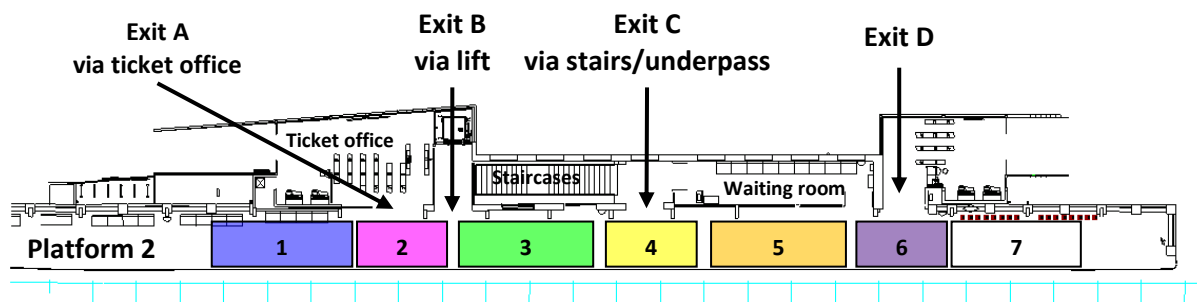 Exit A
via ticket office
Exit B
via lift
Exit C
via stairs/underpass
Exit D
Ticket office
Staircases
Waiting room
Platform 2
1
2
3
4
5
6
7